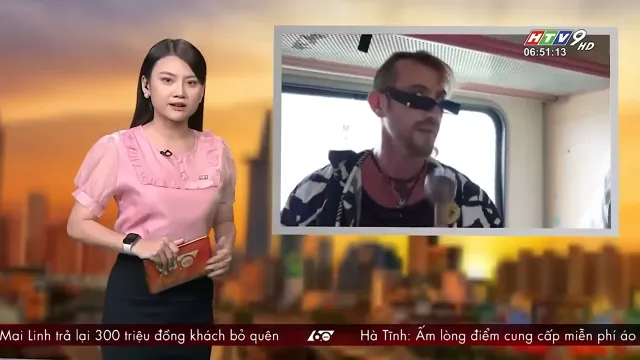 HTV9 HD
06:51:13
Mai Linh trả lại 300 triệu đồng khách bỏ quên
Hà Tĩnh: Ấm lòng điểm cung cấp miễn phí áo